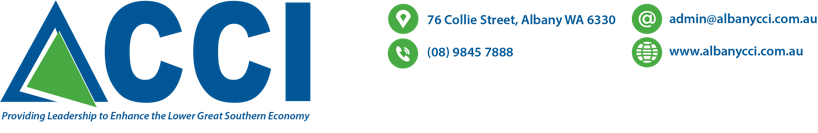 ACCI
Providing Leadership to Enhance the Lower Great Southern Economy
76 Collie Street, Albany WA 6330
(08) 9845 7888
admin@albanycci.com.au
www.albanycci.com.au